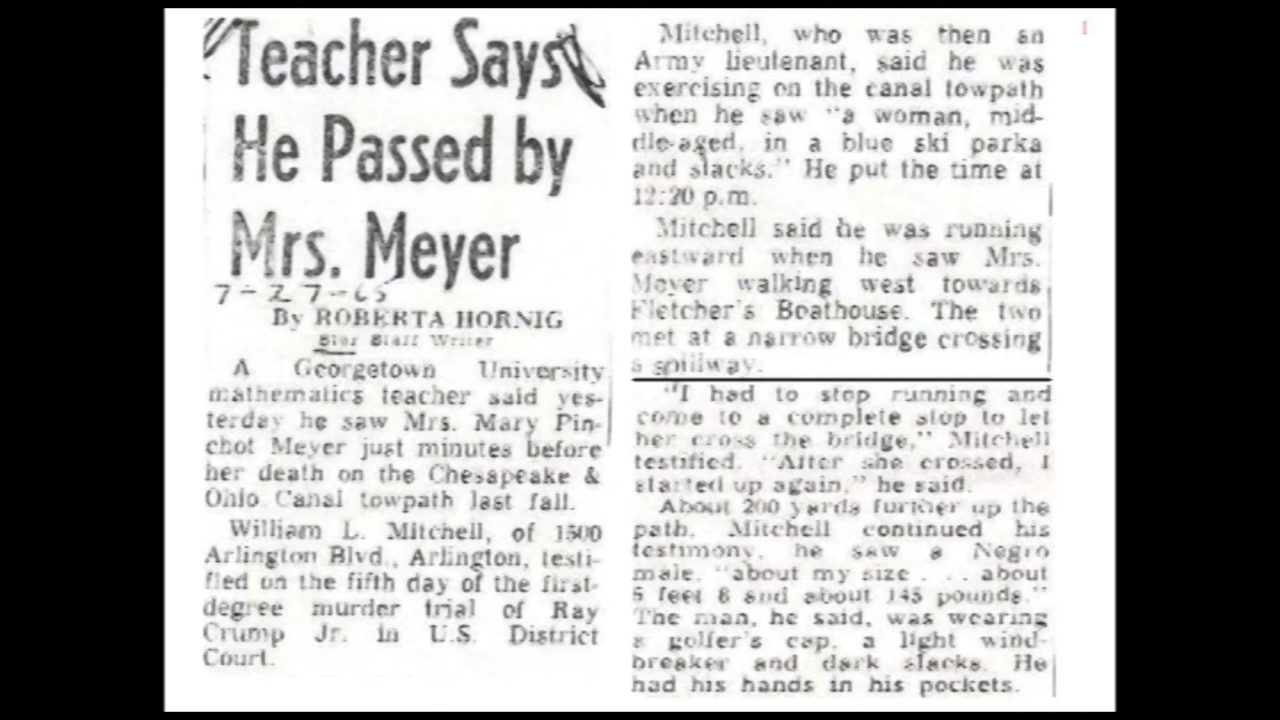 Teacher Says
He Passed by
Mrs. Meyer
7-27-65
By ROBERTA HORNIG
Star Staff Writer
A Georgetown University
mathematics teacher said yes-
terday he saw Mrs. Mary Pin-
chot Meyer just minutes before
her death on the Chesapeake &
Ohio Canal towpath last fall.
William L. Mitchell, of 1500
Arlington Blvd., Arlington, testi-
fied on the fifth day of the first-
degree murder trial of Ray
Crump Jr. in U.S. District
Court.
Mitchell, who was then an
Army lieutenant, said he was
exercising on the canal towpath
when he saw "a woman, mid-
dle-aged, in a blue ski parka
and slacks." He put the time at
12:20 p.m.
Mitchell said he was running
eastward when he saw Mrs.
Meyer walking west towards
Fletcher's Boathouse. The two
met at a narrow bridge crossing
a spillway.
"I had to stop running and
come to a complete stop to let
her cross the bridge," Mitchell
testified. "After she crossed, I
started up again," he said.
About 200 yards further up the
path, Mitchell continued his
testimony, he saw a Negro
male, "about my size . . . about
5 feet 8 and about 145 pounds."
The man, he said, was wearing
a golfer's cap, a light wind-
breaker and dark slacks. He
had his hands in his pockets.
1